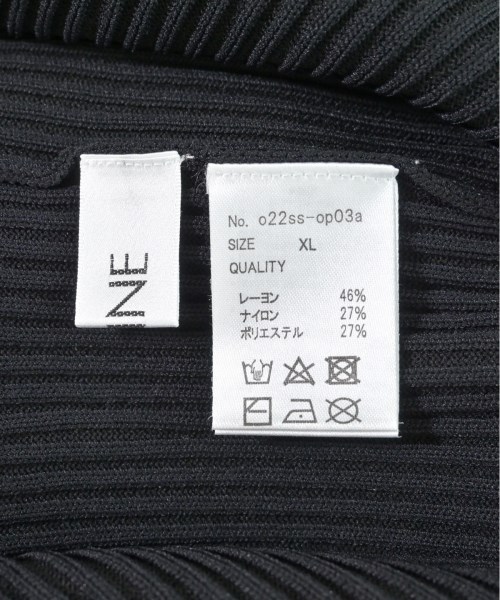 NE
No. o22ss-op03a
SIZE XL
QUALITY
レーヨン 46%
ナイロン 27%
ポリエステル 27%